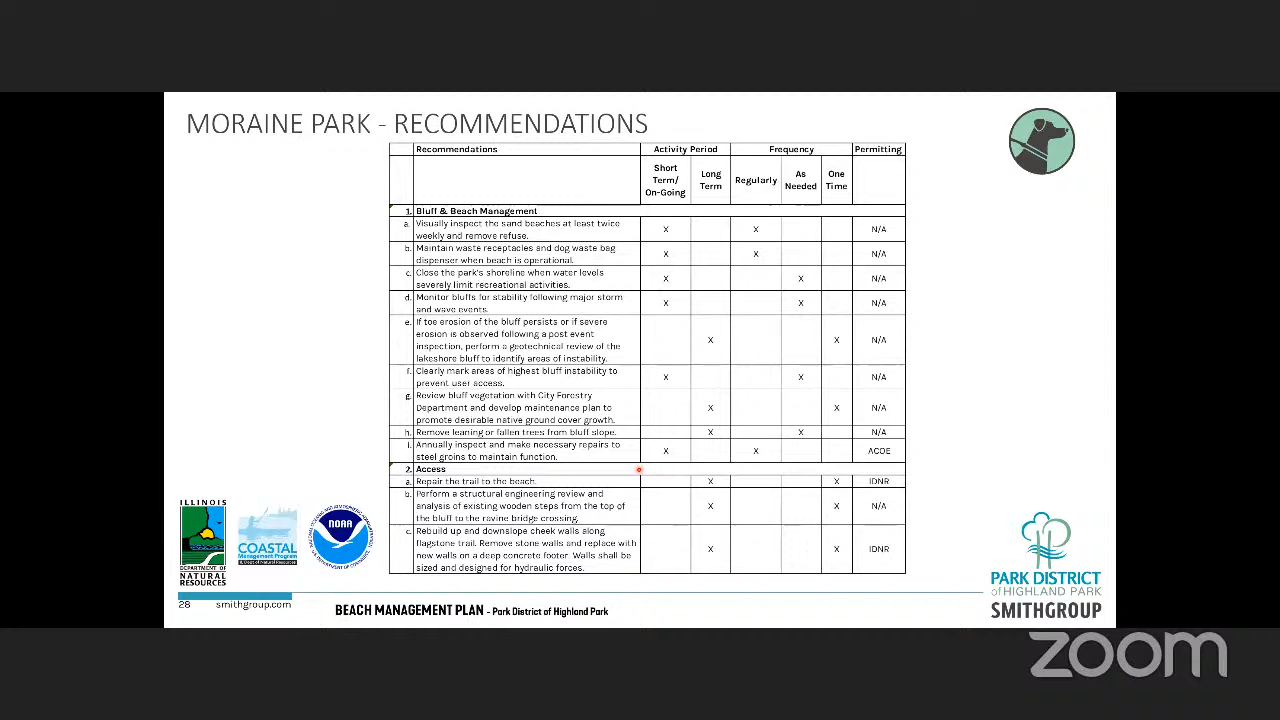 MORAINE PARK - RECOMMENDATIONS
Recommendations Activity Period Frequency Permitting
Short Term/ On-Going Long Term Regularly As Needed One Time
1. Bluff & Beach Management
a. Visually inspect the sand beaches at least twice
weekly and remove refuse. X X N/A
b. Maintain waste receptacles and dog waste bag
dispenser when beach is operational. X X N/A
c. Close the park's shoreline when water levels
severely limit recreational activities. X X N/A
d. Monitor bluffs for stability following major storm
and wave events. X X N/A
e. If toe erosion of the bluff persists or if severe
erosion is observed following a post event
inspection, perform a geotechnical review of the
lakeshore bluff to identify areas of instability. X X N/A
f. Clearly mark areas of highest bluff instability to
prevent user access. X X N/A
g. Review bluff vegetation with City Forestry
Department and develop maintenance plan to
promote desirable native ground cover growth. X X N/A
h. Remove leaning or fallen trees from bluff slope. X X N/A
i. Annually inspect and make necessary repairs to
steel groins to maintain function. X X ACOE
2. Access
a. Repair the trail to the beach. X X IDNR
b. Perform a structural engineering review and
analysis of existing wooden steps from the top of
the bluff to the ravine bridge crossing. X X N/A
c. Rebuild up and downslope cheek walls along
flagstone trail. Remove stone walls and replace with
new walls on a deep concrete footer. Walls shall be
sized and designed for hydraulic forces. X X IDNR
ILLINOIS
DEPARTMENT OF
NATURAL
RESOURCES
COASTAL
Management Program
NOAA
PARK DISTRICT
OF HIGHLAND PARK
SMITHGROUP
28 smithgroup.com
BEACH MANAGEMENT PLAN - Park District of Highland Park
zoom